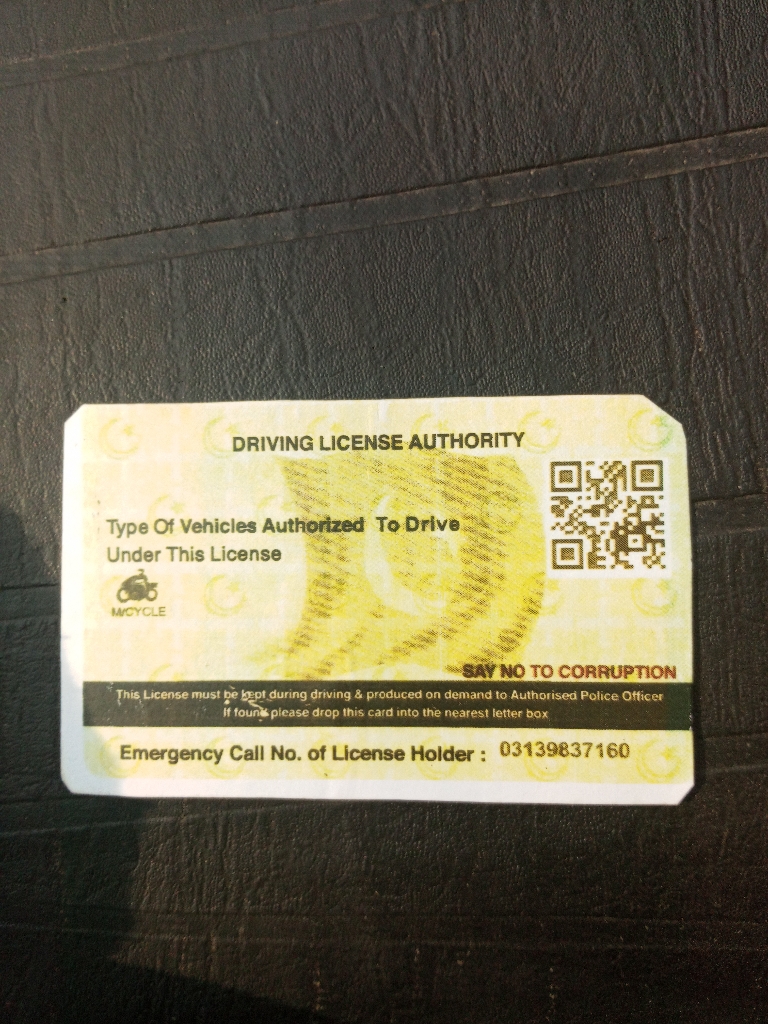 DRIVING LICENSE AUTHORITY
Type Of Vehicles Authorized To Drive
Under This License
M/CYCLE
SAY NO TO CORRUPTION
This License must be kept during driving & produced on demand to Authorised Police Officer
If found please drop this card into the nearest letter box
Emergency Call No. of License Holder : 03139837160